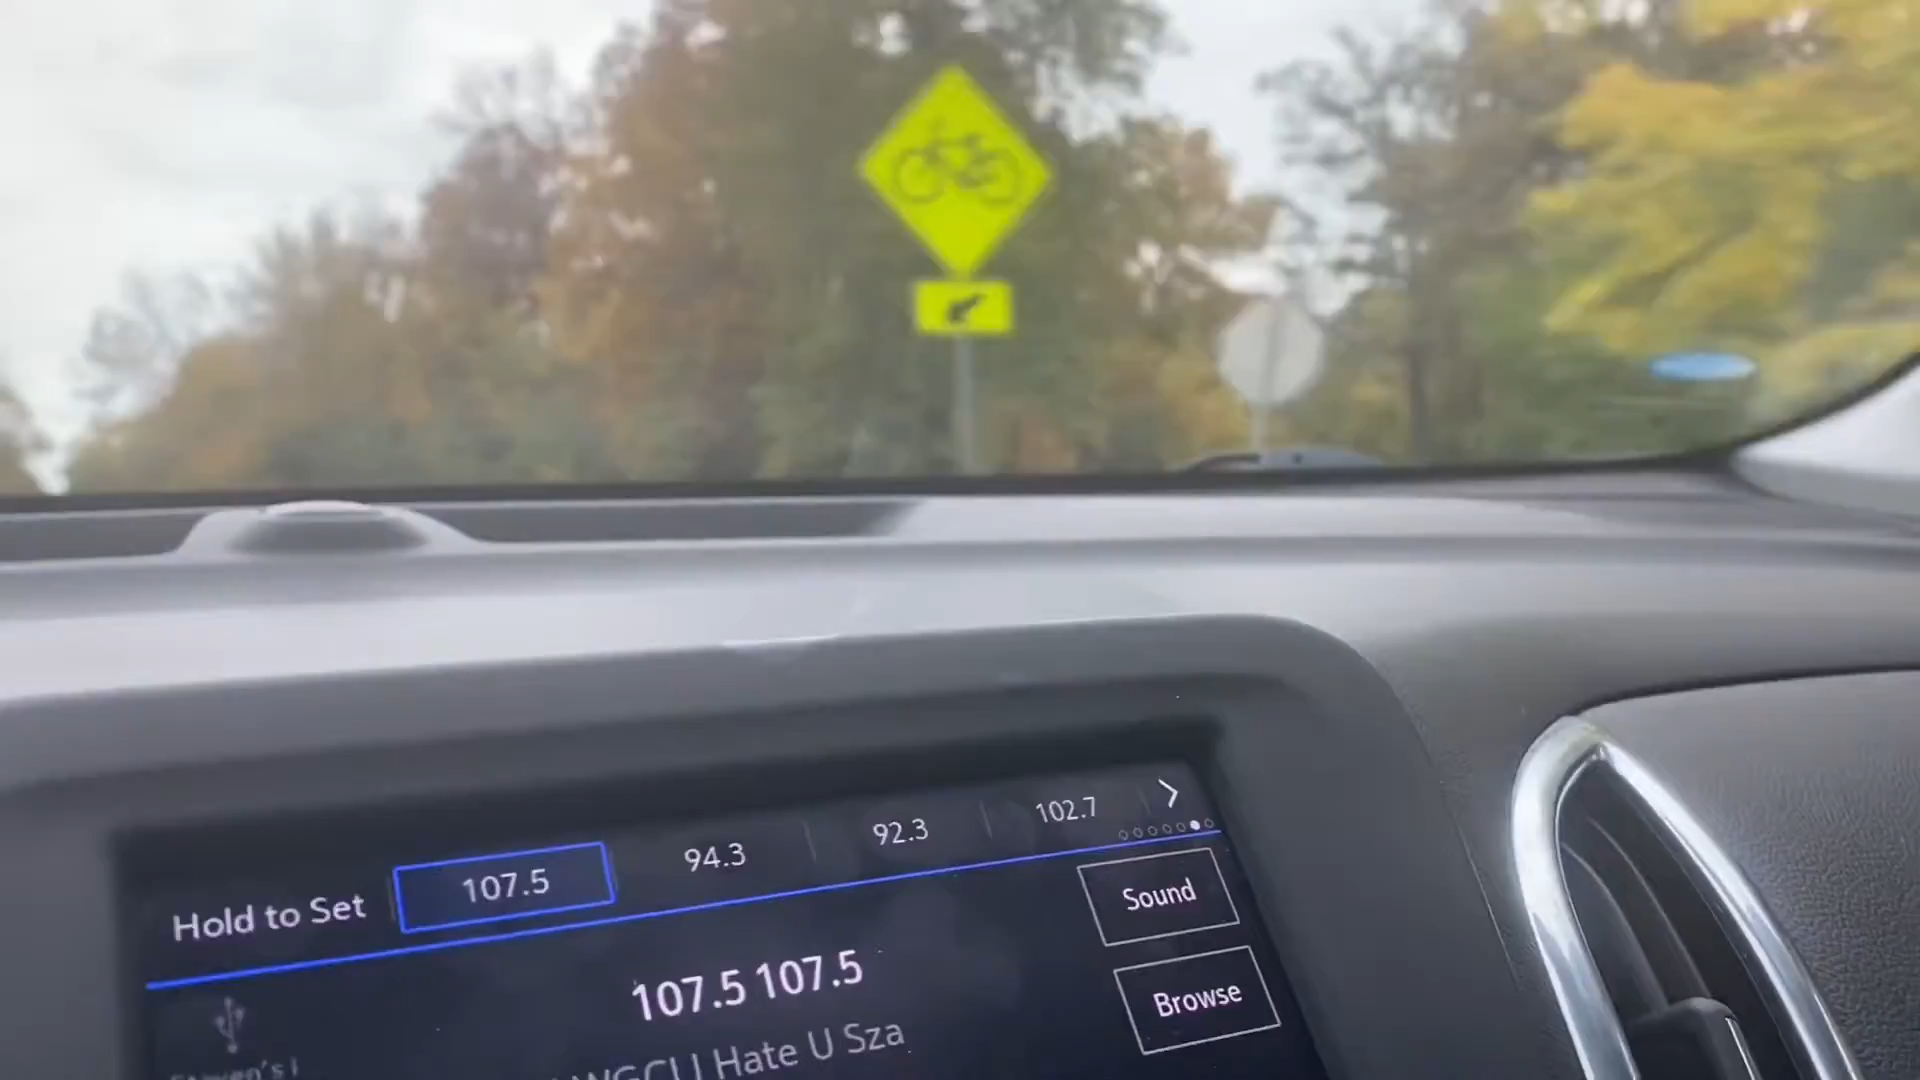 Hold to Set 107.5 94.3 92.3 102.7
Sound
107.5 107.5
Browse
I Hate U Sza